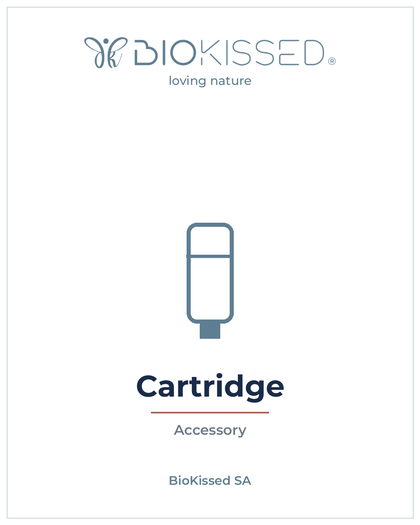 BIOKISSED®
loving nature
Cartridge
Accessory
BioKissed SA